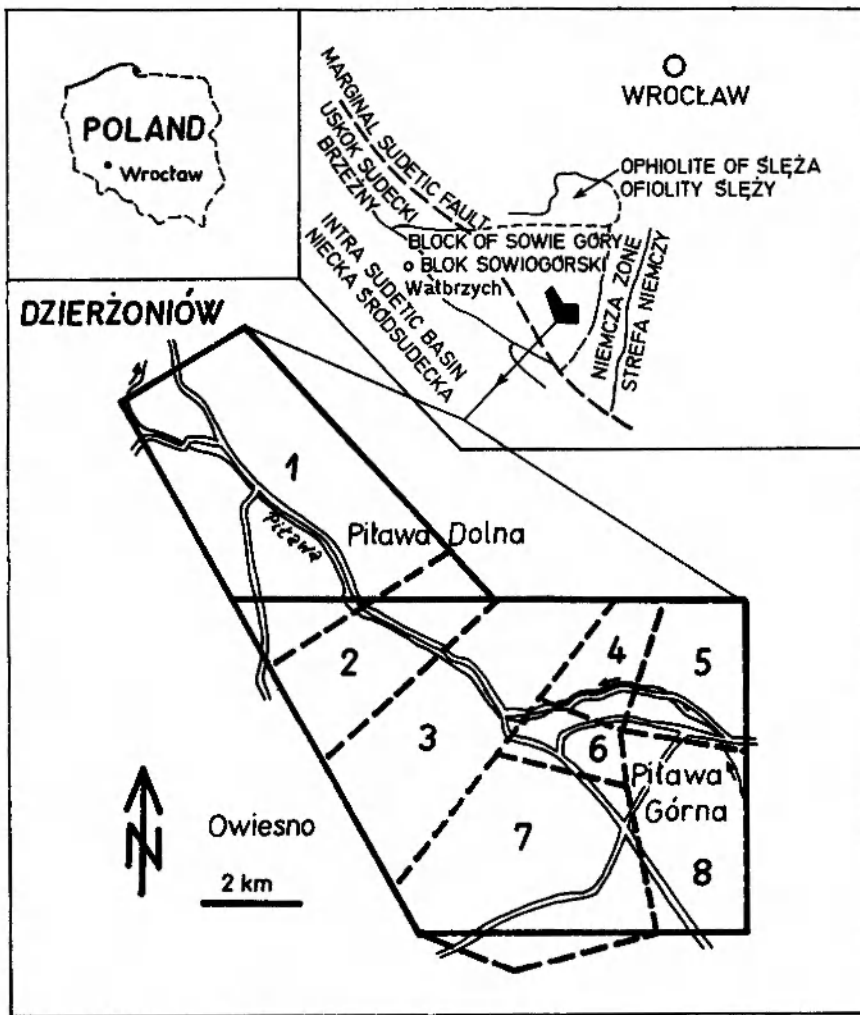 POLAND
Wrocław
WROCŁAW
MARGINAL SUDETIC FAULT
USKOK SUDECKI
BRZEŻNY
OPHIOLITE OF ŚLĘŻA
OFIOLITY ŚLĘŻY
BLOCK OF SOWIE GÓRY
BLOK SOWIOGÓRSKI
Wałbrzych
INTRA SUDETIC BASIN
NIECKA ŚRÓDSUDECKA
NIEMCZA ZONE
STREFA NIEMCZY
DZIERŻONIÓW
1
Piława
Piława Dolna
2
3
4
5
6
Piława
Górna
7
8
Owiesno
N
2 km